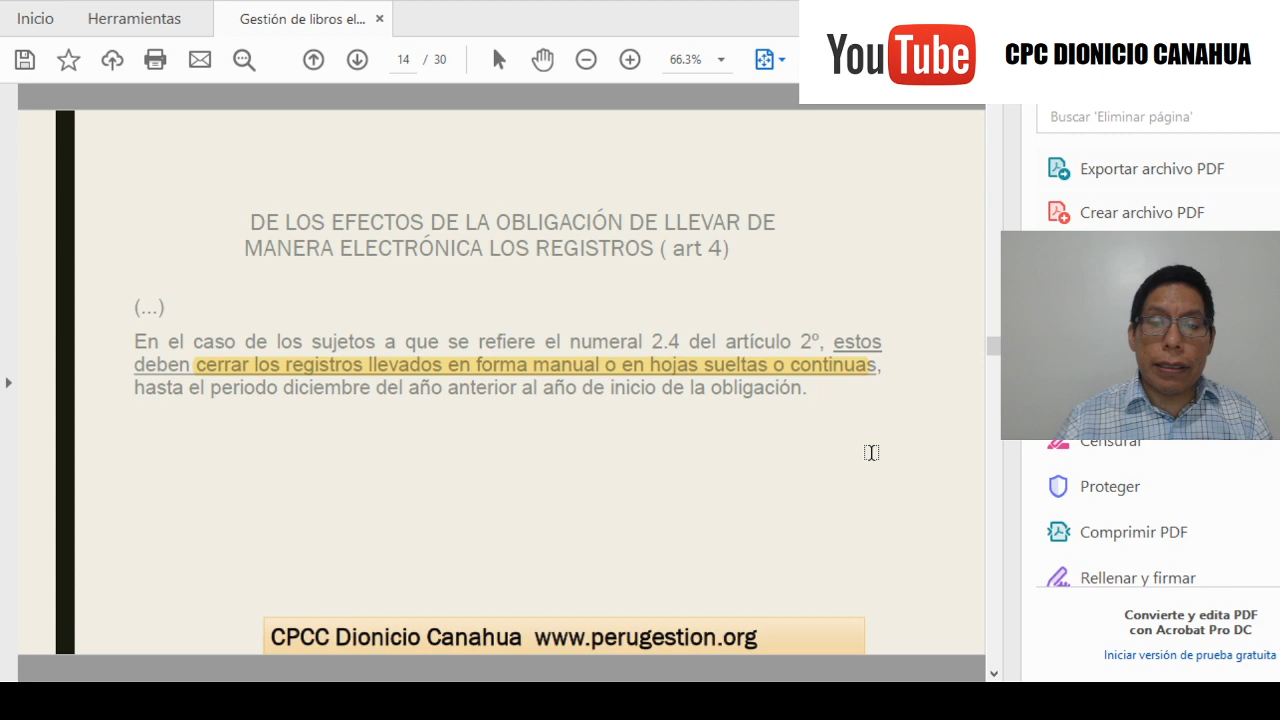 Inicio
Herramientas
Gestión de libros el...
YouTube
CPC DIONICIO CANAHUA
14 / 30
66.3%
Buscar 'Eliminar página'
Exportar archivo PDF
Crear archivo PDF
DE LOS EFECTOS DE LA OBLIGACIÓN DE LLEVAR DE
MANERA ELECTRÓNICA LOS REGISTROS ( art 4)
(...)
En el caso de los sujetos a que se refiere el numeral 2.4 del artículo 2º, estos
deben cerrar los registros llevados en forma manual o en hojas sueltas o continuas,
hasta el periodo diciembre del año anterior al año de inicio de la obligación.
Censurar
Proteger
Comprimir PDF
Rellenar y firmar
Convierte y edita PDF
con Acrobat Pro DC
Iniciar versión de prueba gratuita
CPCC Dionicio Canahua www.perugestion.org